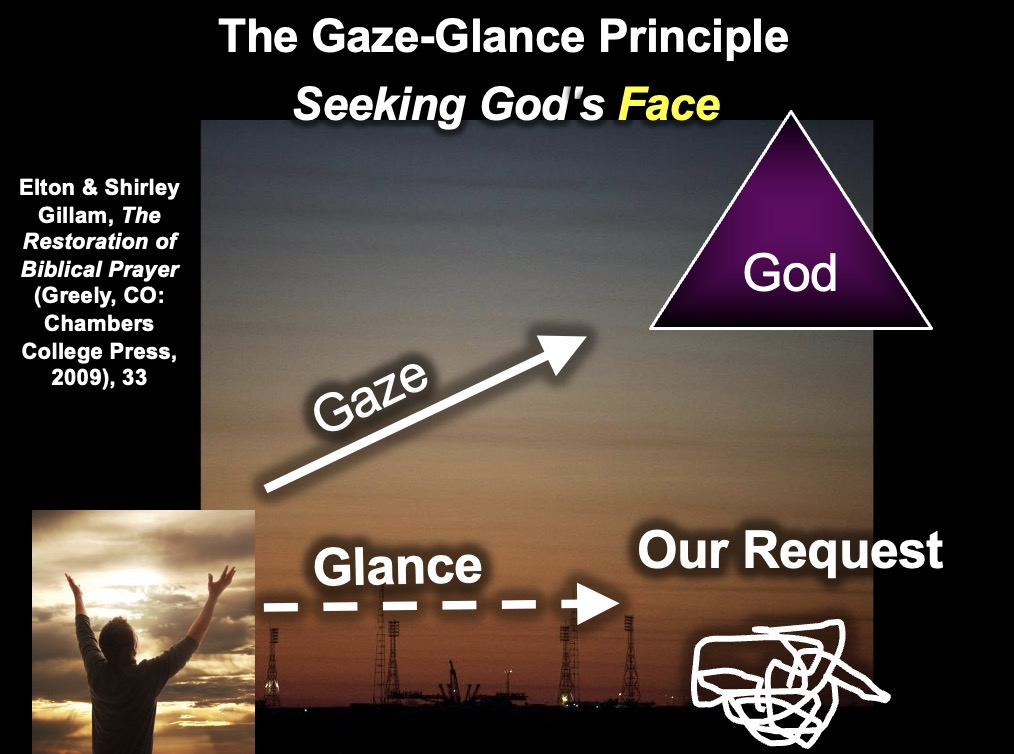 The Gaze-Glance Principle
Seeking God's Face
Elton & Shirley
Gillam, The
Restoration of
Biblical Prayer
(Greely, CO:
Chambers
College Press,
2009), 33
God
Gaze
Glance
Our Request